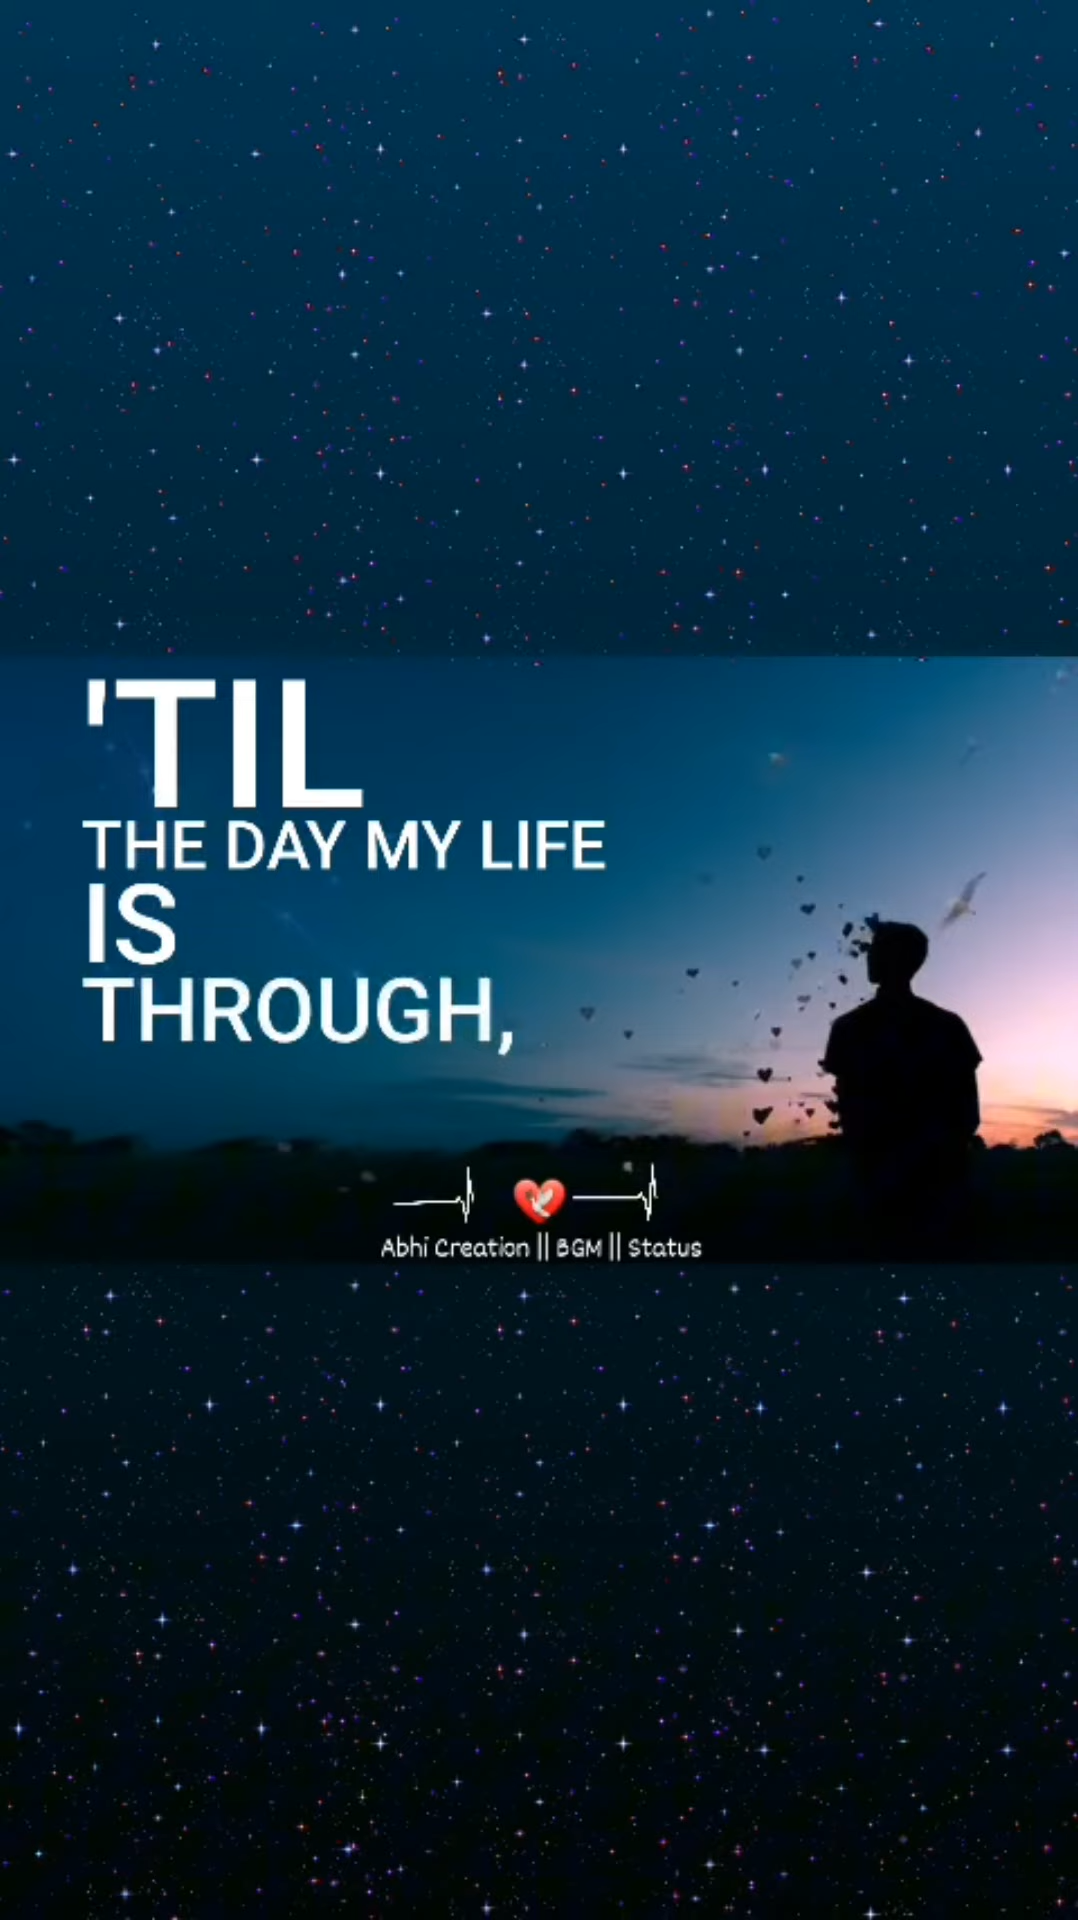 'TIL
THE DAY MY LIFE
IS
THROUGH,
Abhi Creation || BGM || Status